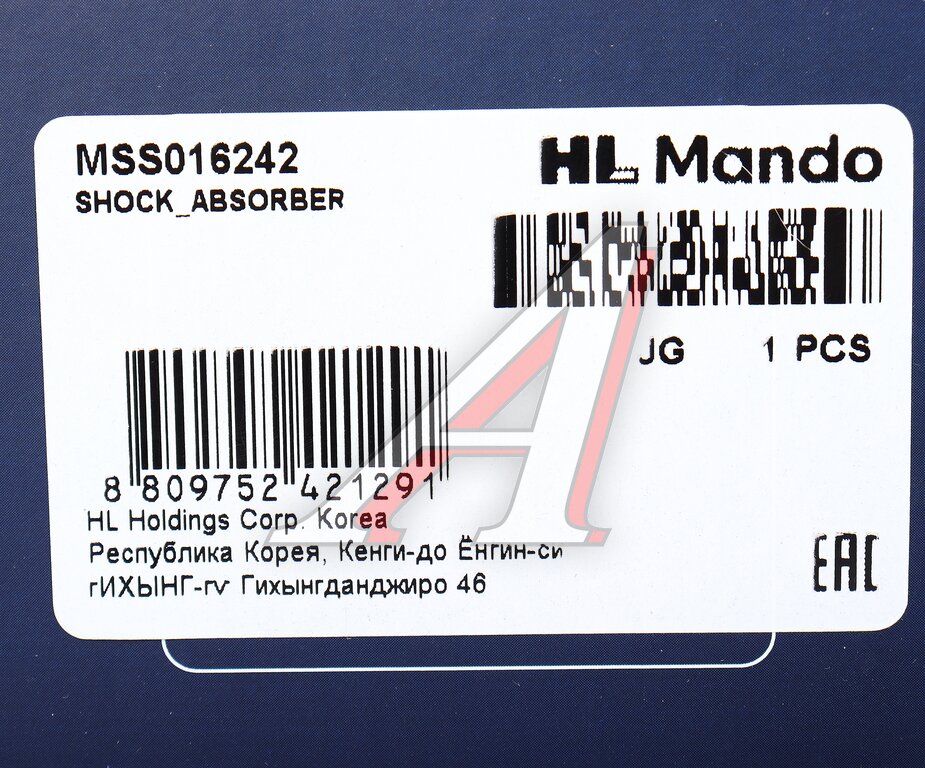 MSS016242
SHOCK_ABSORBER
HL Mando
JG 1 PCS
8 809752 421291
HL Holdings Corp. Korea
Республика Корея, Кенги-до Ёнгин-си
гИХЫНГ-гv Гихынгданджиро 46
EAC